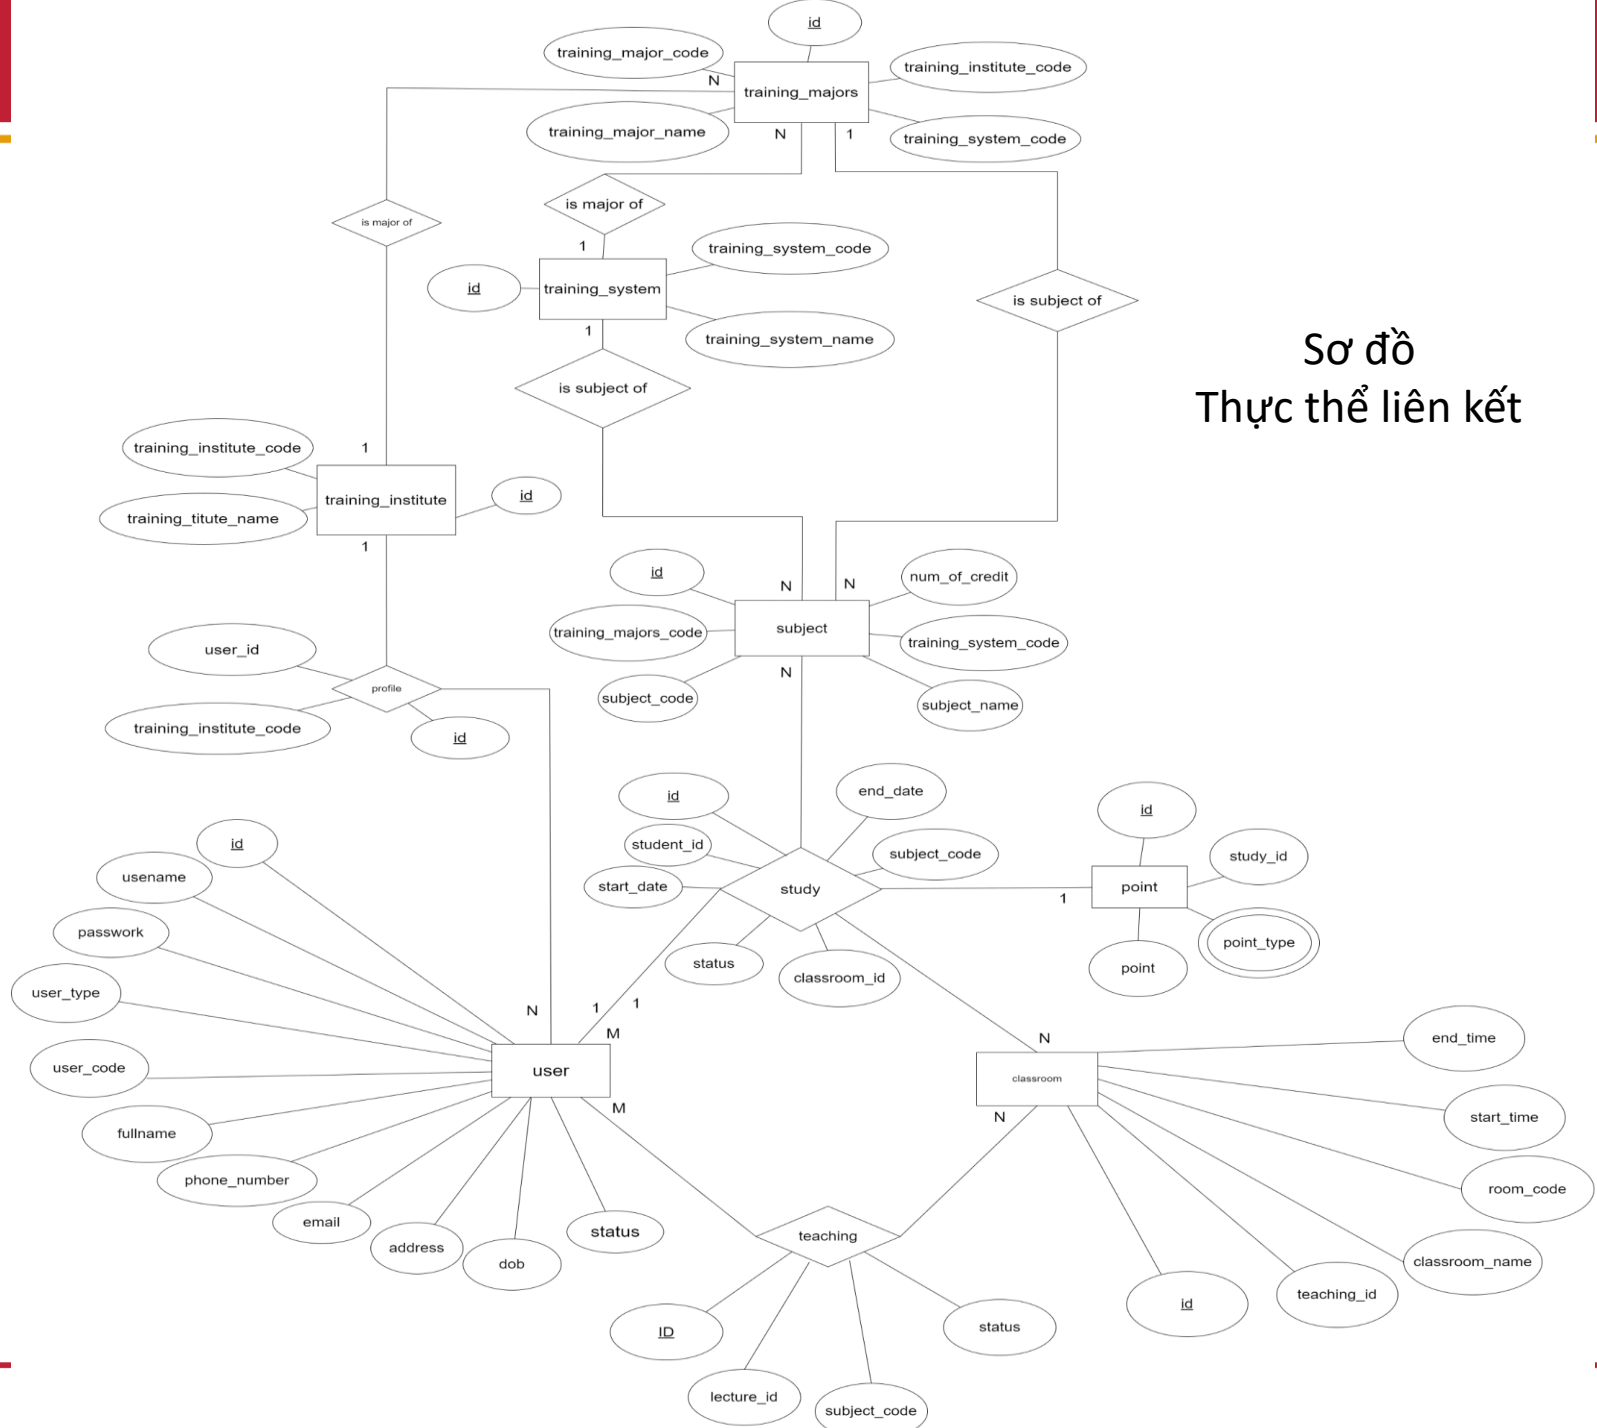 id
training_major_code
training_institute_code
N
training_majors
training_major_name
N
1
training_system_code
is major of
is major of
1
training_system_code
id
training_system
is subject of
1
training_system_name
Sơ đồ
Thực thể liên kết
is subject of
training_institute_code
1
training_institute
id
training_titute_name
1
id
num_of_credit
N
N
training_majors_code
subject
training_system_code
user_id
N
profile
subject_code
subject_name
training_institute_code
id
id
end_date
id
student_id
subject_code
id
study_id
usename
start_date
study
1
point
passwork
status
classroom_id
point_type
point
user_type
N
1
1
M
N
end_time
user_code
user
classroom
M
N
start_time
fullname
phone_number
room_code
email
address
dob
status
teaching
classroom_name
teaching_id
id
ID
status
lecture_id
subject_code